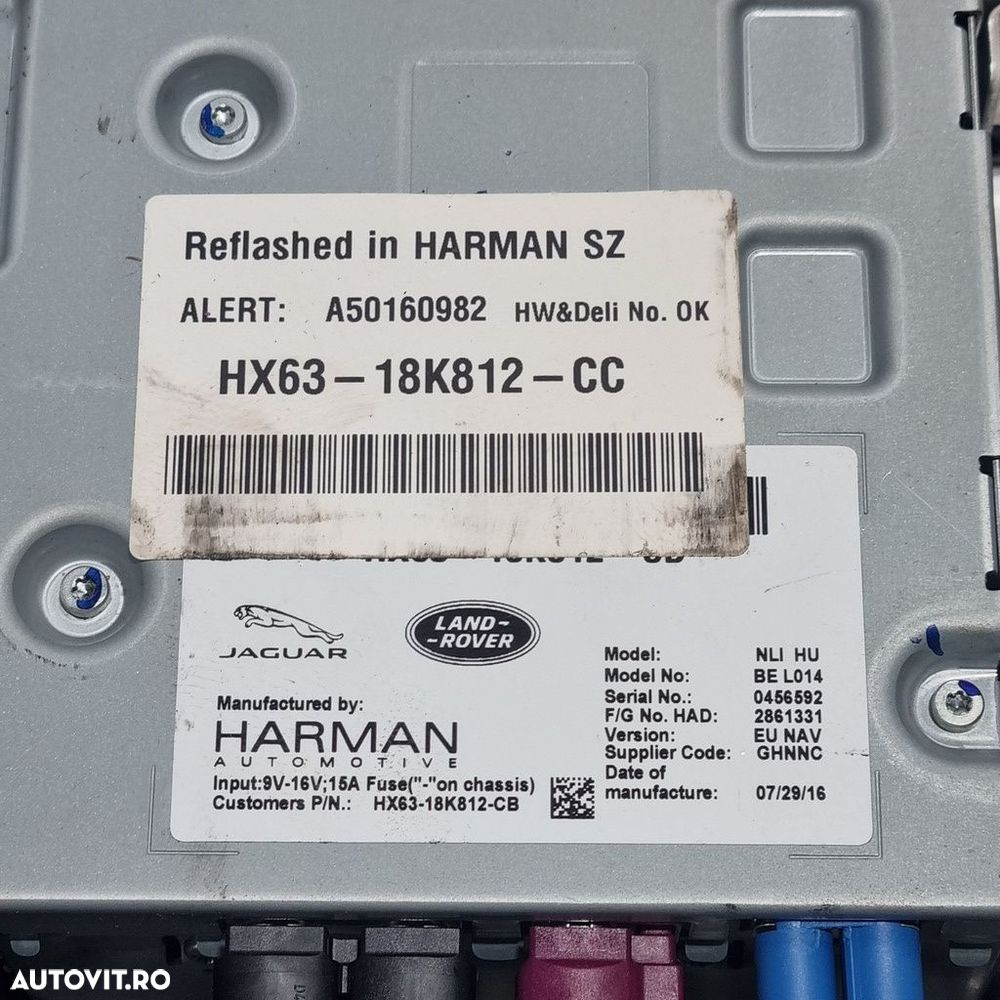 Reflashed in HARMAN SZ
ALERT: A50160982 HW&Deli No. OK
HX63-18K812-CC
JAGUAR
LAND-
-ROVER
Manufactured by:
HARMAN
AUTOMOTIVE
Input:9V-16V;15A Fuse("-"on chassis)
Customers P/N.: HX63-18K812-CB
Model: NLI HU
Model No: BE L014
Serial No.: 0456592
F/G No. HAD: 2861331
Version: EU NAV
Supplier Code: GHNNC
Date of
manufacture: 07/29/16
AUTOVIT.RO